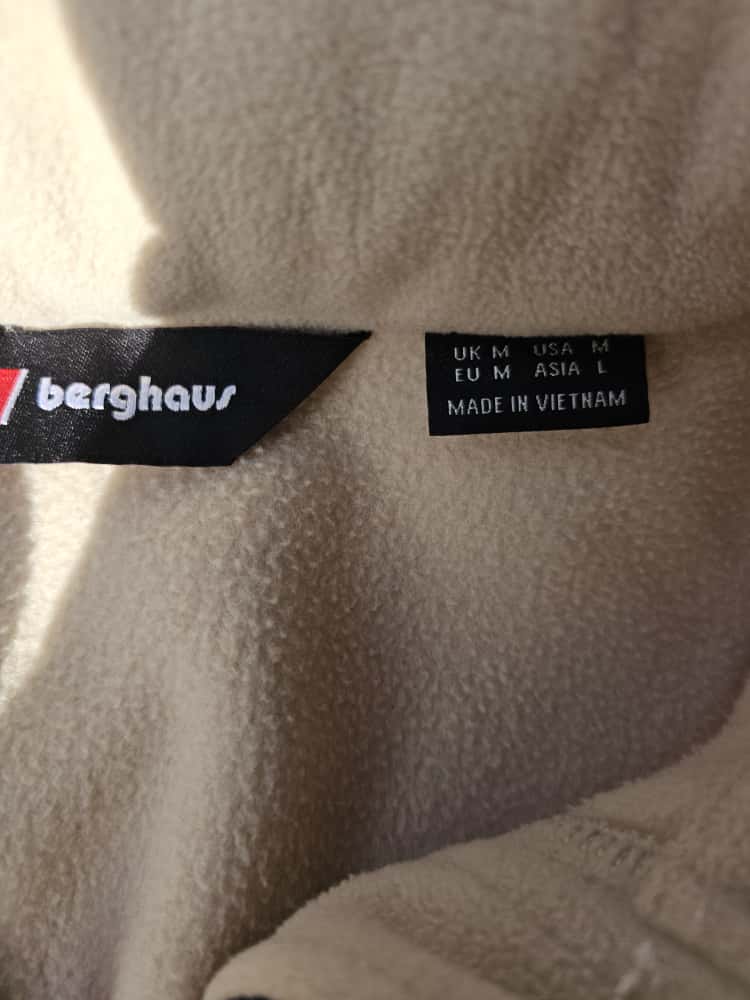 berghaus
UK M USA M
EU M ASIA L
MADE IN VIETNAM